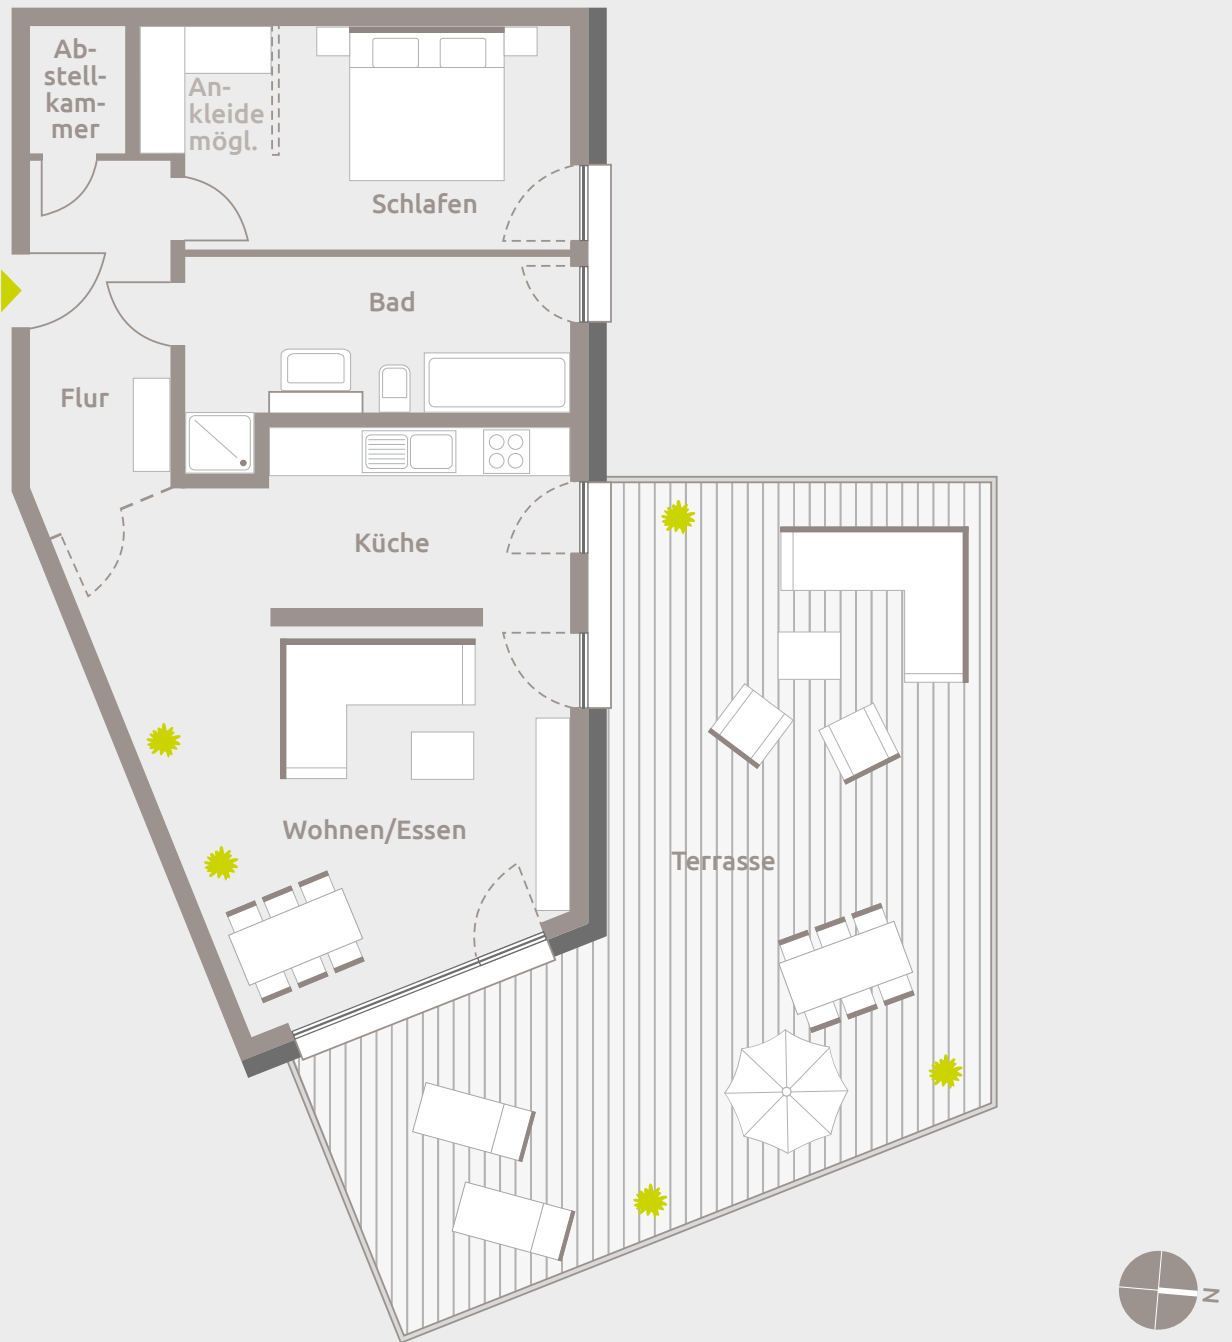 Ab-
stell-
kam-
mer
An-
kleide
mögl.
Schlafen
Bad
Flur
Küche
Wohnen/Essen
Terrasse
N